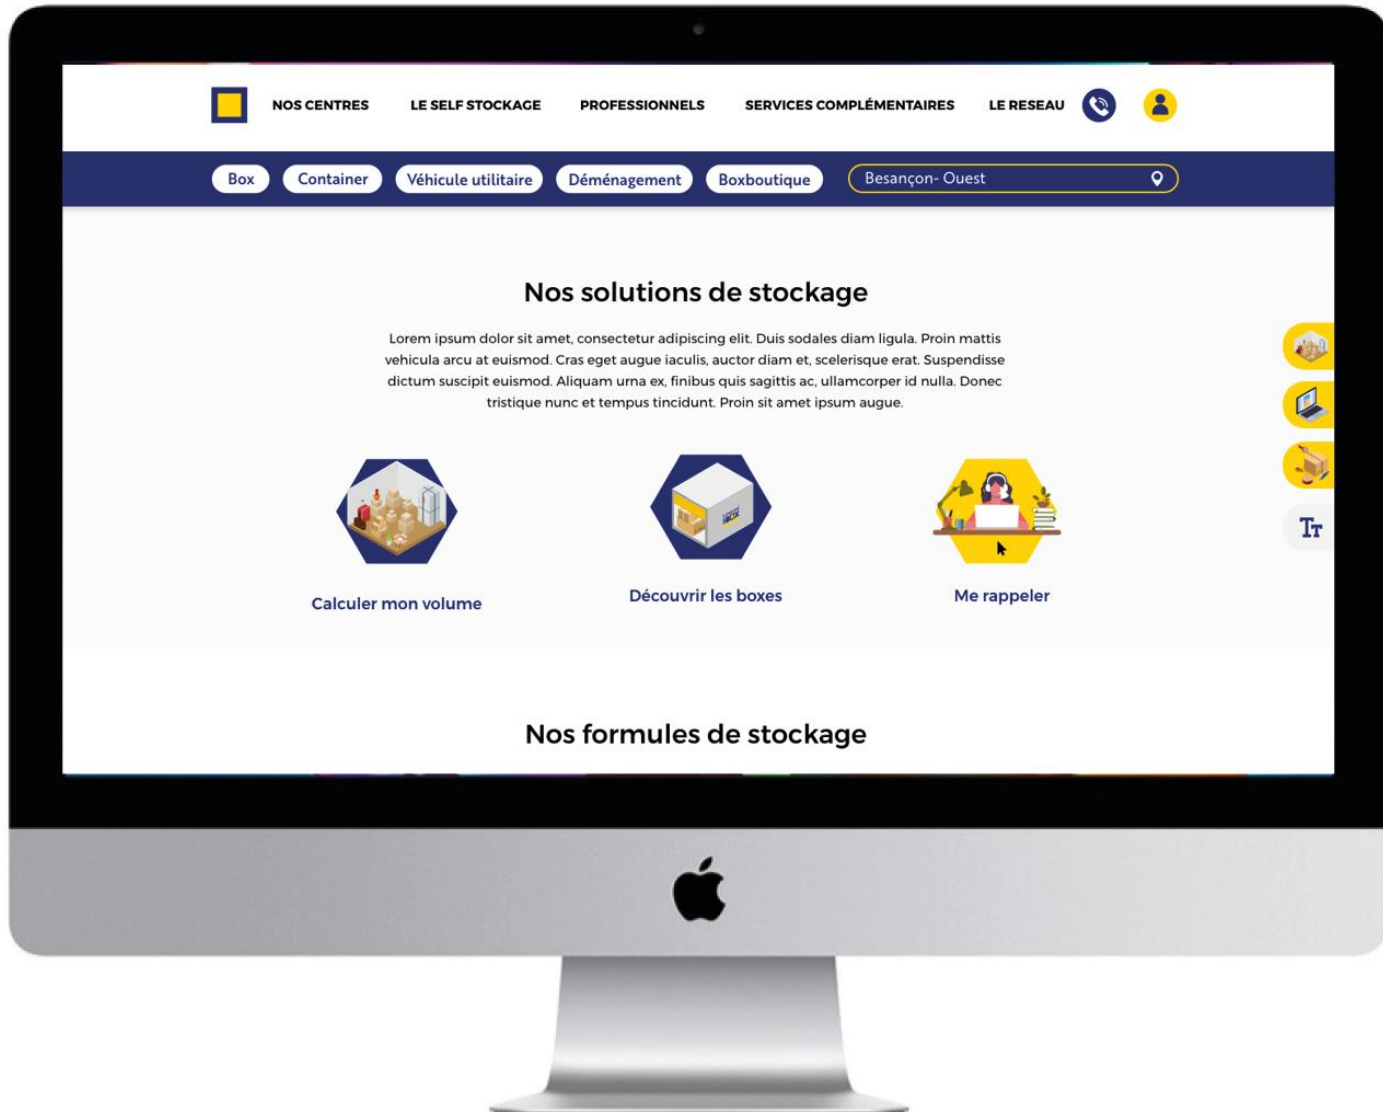 NOS CENTRES LE SELF STOCKAGE PROFESSIONNELS SERVICES COMPLÉMENTAIRES LE RESEAU
Box Container Véhicule utilitaire Déménagement Boxboutique Besançon- Ouest
Nos solutions de stockage
Lorem ipsum dolor sit amet, consectetur adipiscing elit. Duis sodales diam ligula. Proin mattis
vehicula arcu at euismod. Cras eget augue iaculis, auctor diam et, scelerisque erat. Suspendisse
dictum suscipit euismod. Aliquam urna ex, finibus quis sagittis ac, ullamcorper id nulla. Donec
tristique nunc et tempus tincidunt. Proin sit amet ipsum augue.
Tт
Calculer mon volume Découvrir les boxes Me rappeler
Nos formules de stockage